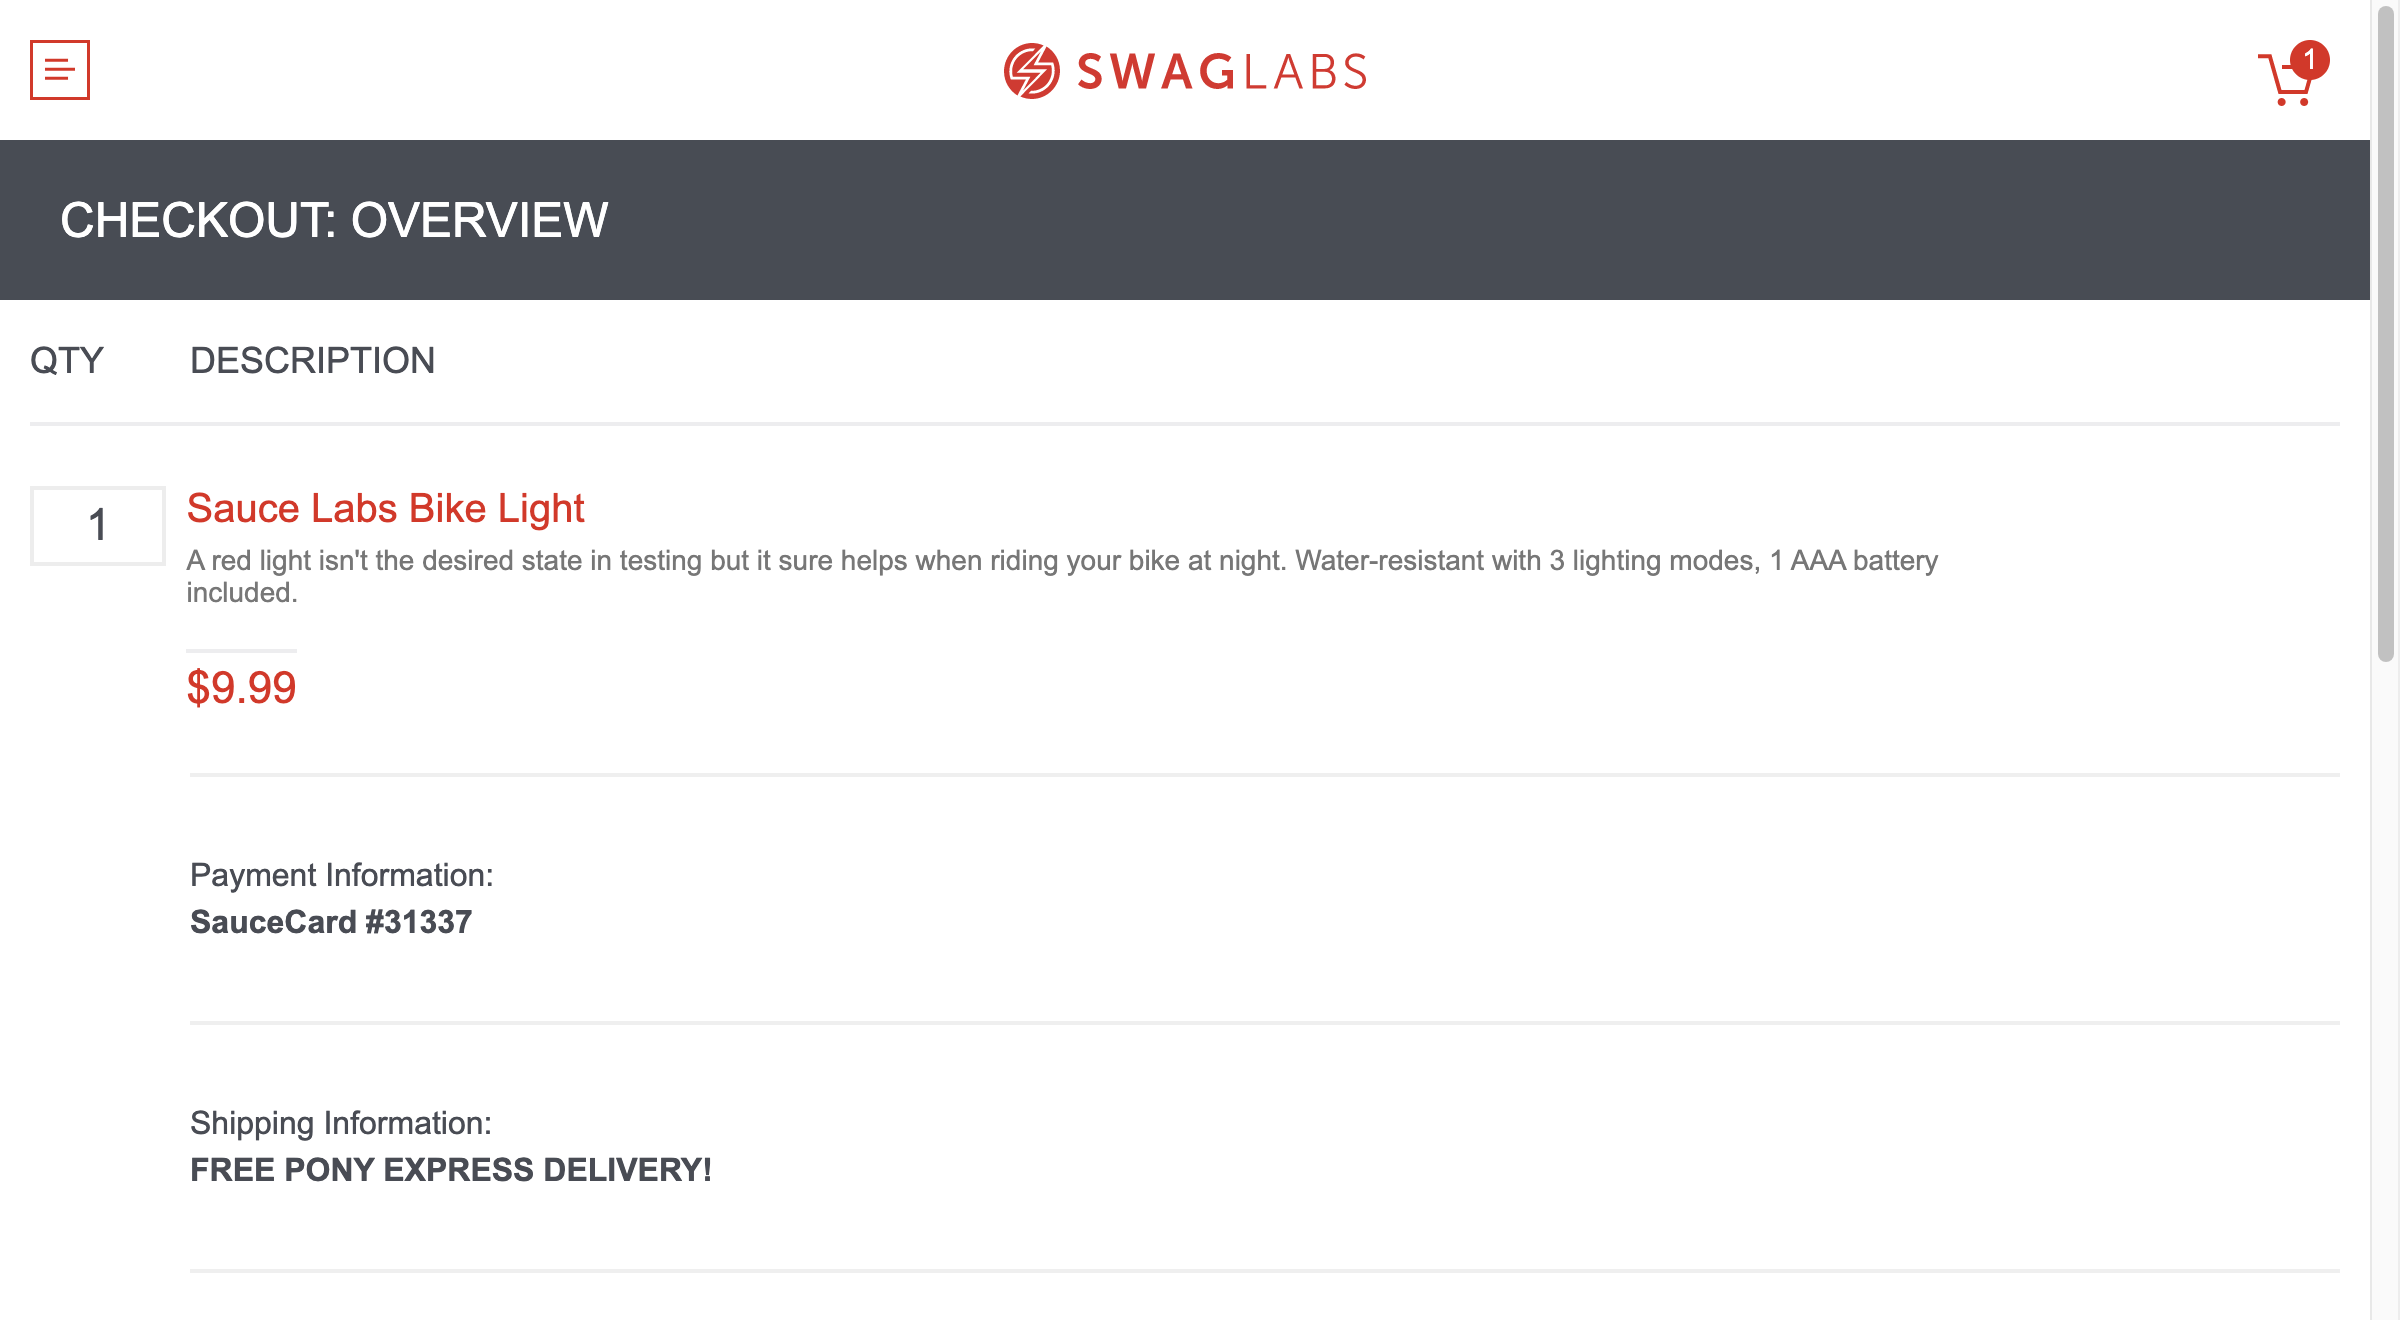 SWAGLABS
1
CHECKOUT: OVERVIEW
QTY DESCRIPTION
1
Sauce Labs Bike Light
A red light isn't the desired state in testing but it sure helps when riding your bike at night. Water-resistant with 3 lighting modes, 1 AAA battery
included.
$9.99
Payment Information:
SauceCard #31337
Shipping Information:
FREE PONY EXPRESS DELIVERY!